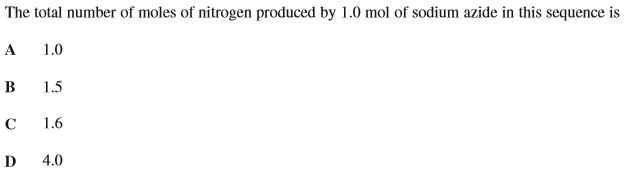 The total number of moles of nitrogen produced by 1.0 mol of sodium azide in this sequence is
A 1.0
B 1.5
C 1.6
D 4.0